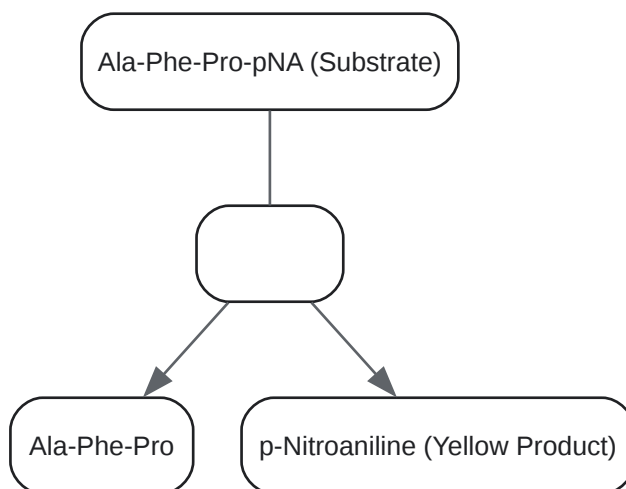 Ala-Phe-Pro-pNA (Substrate)
Ala-Phe-Pro
p-Nitroaniline (Yellow Product)